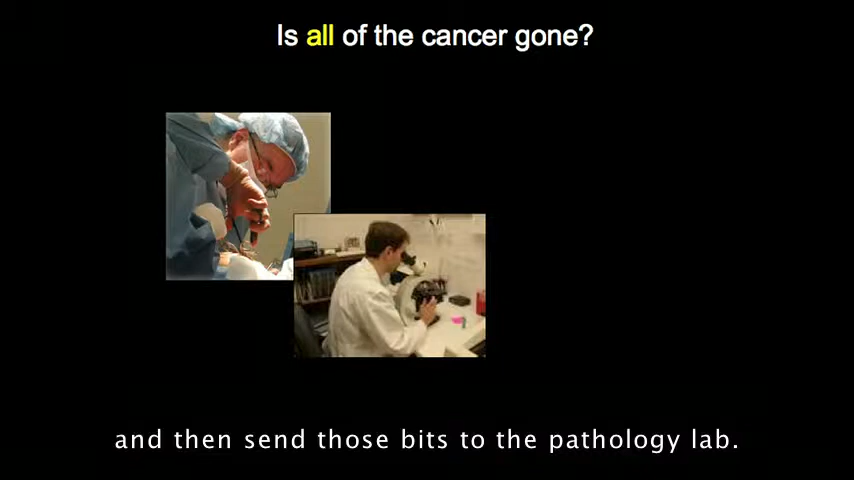 Is all of the cancer gone?
and then send those bits to the pathology lab.